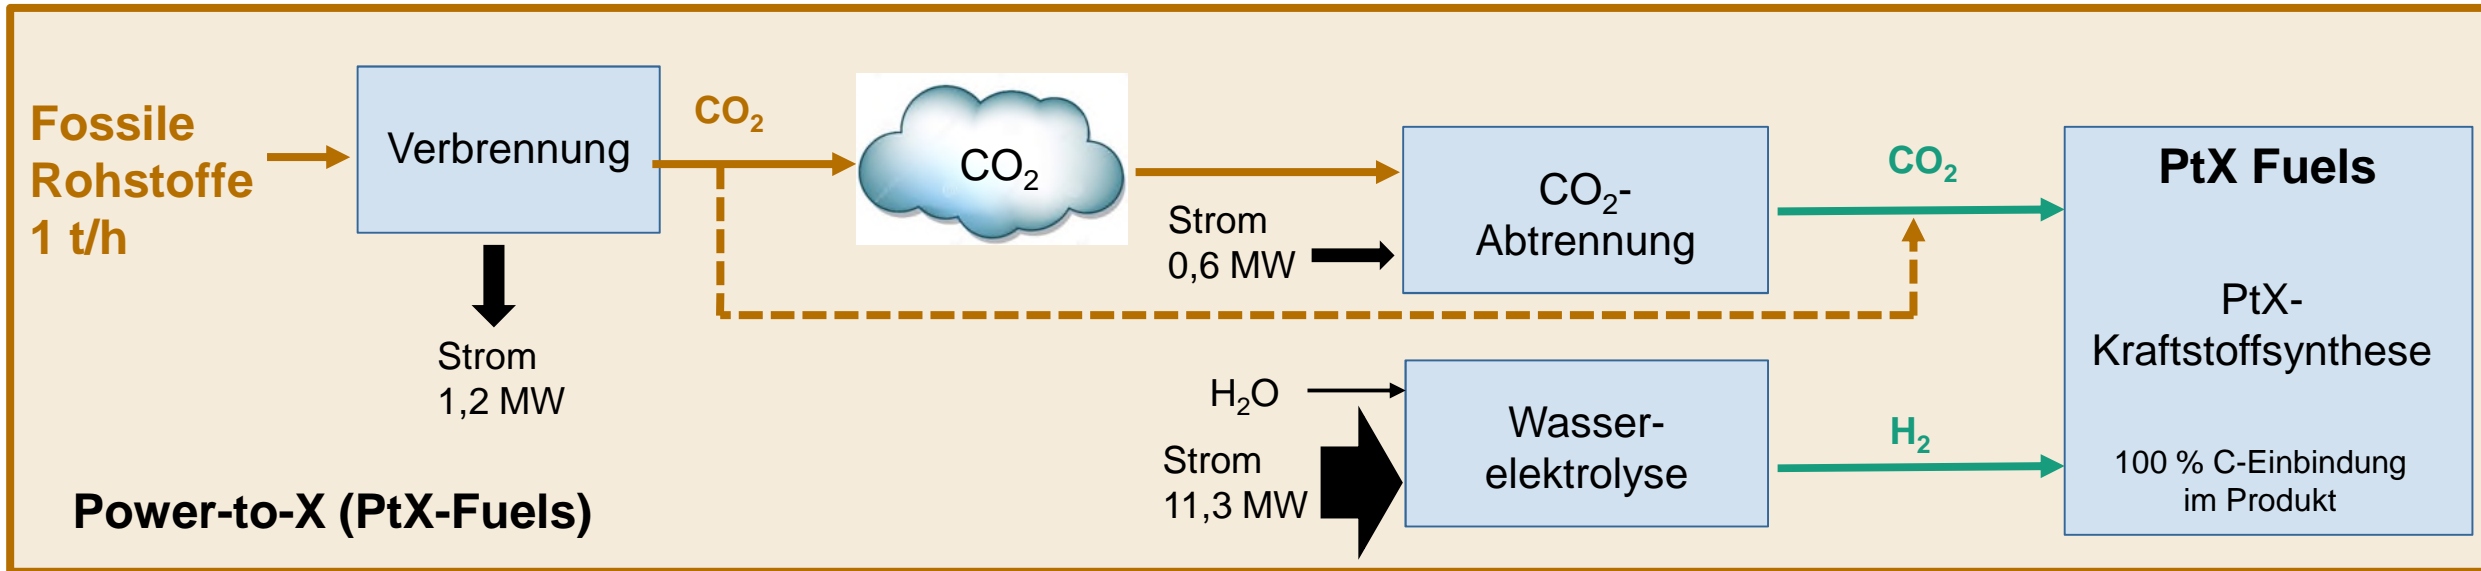 Fossile
Rohstoffe
1 t/h
Verbrennung
Strom
1,2 MW
CO₂
CO₂
Strom
0,6 MW
CO₂-
Abtrennung
CO₂
H₂O
Strom
11,3 MW
Wasser-
elektrolyse
H₂
PtX Fuels
PtX-
Kraftstoffsynthese
100 % C-Einbindung
im Produkt
Power-to-X (PtX-Fuels)